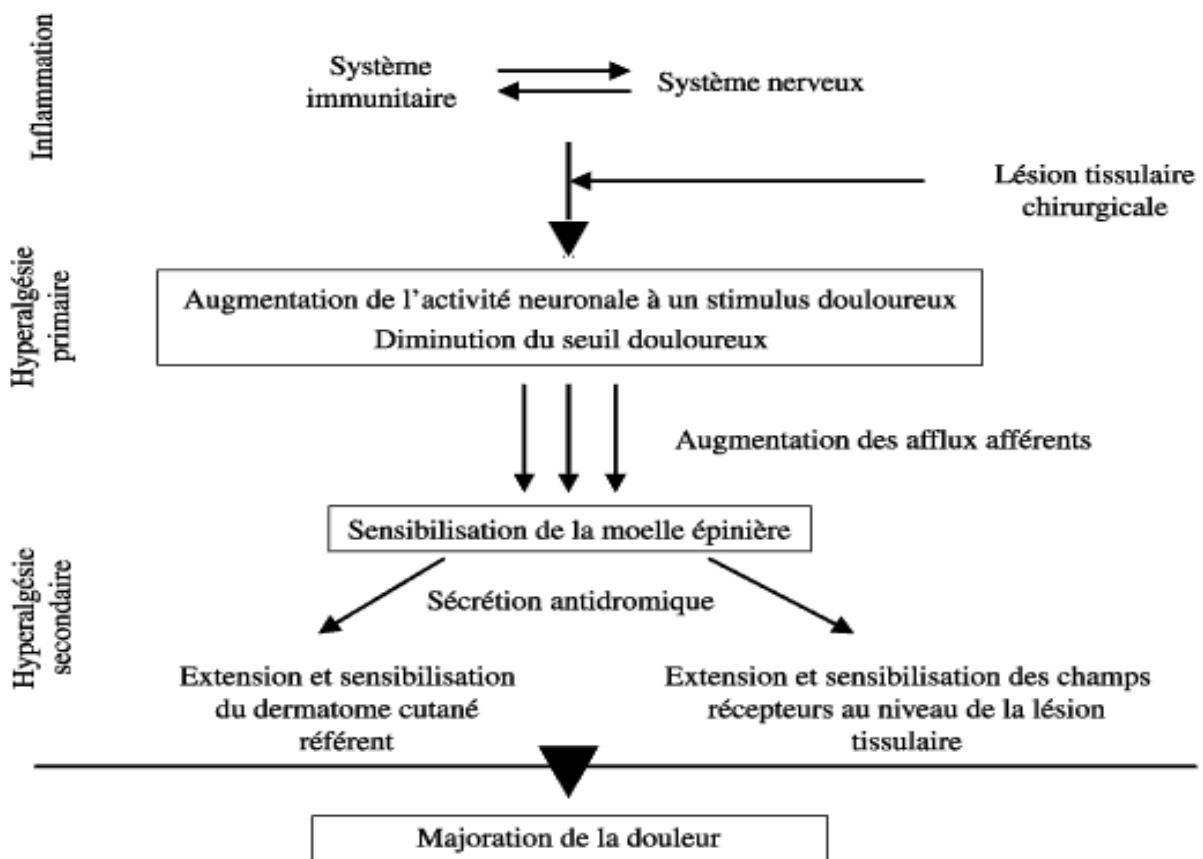 Inflammation
Système
immunitaire
Système nerveux
Lésion tissulaire
chirurgicale
Hyperalgésie
primaire
Augmentation de l’activité neuronale à un stimulus douloureux
Diminution du seuil douloureux
Augmentation des afflux afférents
Hyperalgésie
secondaire
Sensibilisation de la moelle épinière
Sécrétion antidromique
Extension et sensibilisation
du dermatome cutané
référent
Extension et sensibilisation des champs
récepteurs au niveau de la lésion
tissulaire
Majoration de la douleur